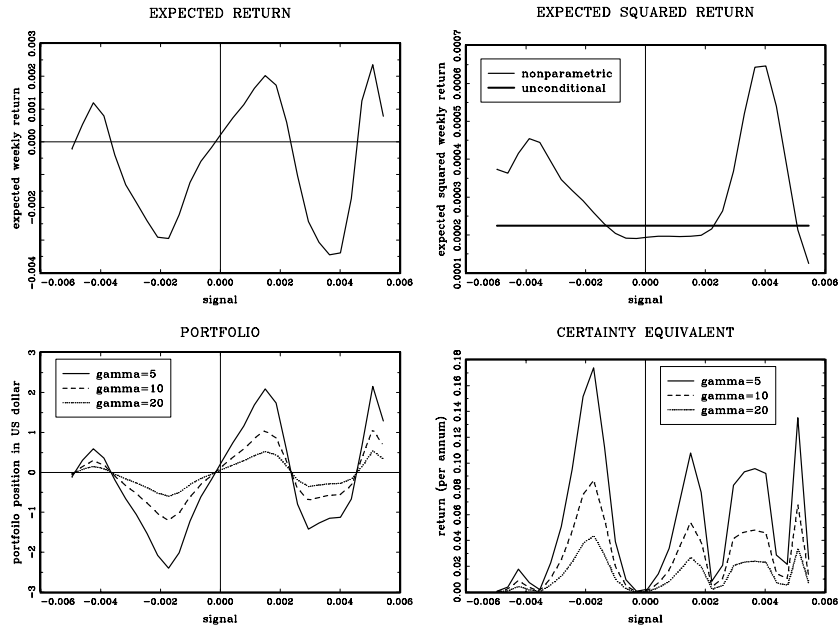 EXPECTED RETURN
expected weekly return
-0.004 -0.002 0.000 0.001 0.002 0.003
-0.006 -0.004 -0.002 0.000 0.002 0.004 0.006
signal
EXPECTED SQUARED RETURN
nonparametric
unconditional
expected squared weekly return
0.0001 0.0002 0.0003 0.0004 0.0005 0.0006 0.0007
-0.006 -0.004 -0.002 0.000 0.002 0.004 0.006
signal
PORTFOLIO
gamma=5
gamma=10
gamma=20
portfolio position in US dollar
-3 -2 -1 0 1 2 3
-0.006 -0.004 -0.002 0.000 0.002 0.004 0.006
signal
CERTAINTY EQUIVALENT
gamma=5
gamma=10
gamma=20
return (per annum)
0.00 0.02 0.04 0.06 0.08 0.10 0.12 0.14 0.16 0.18
-0.006 -0.004 -0.002 0.000 0.002 0.004 0.006
signal